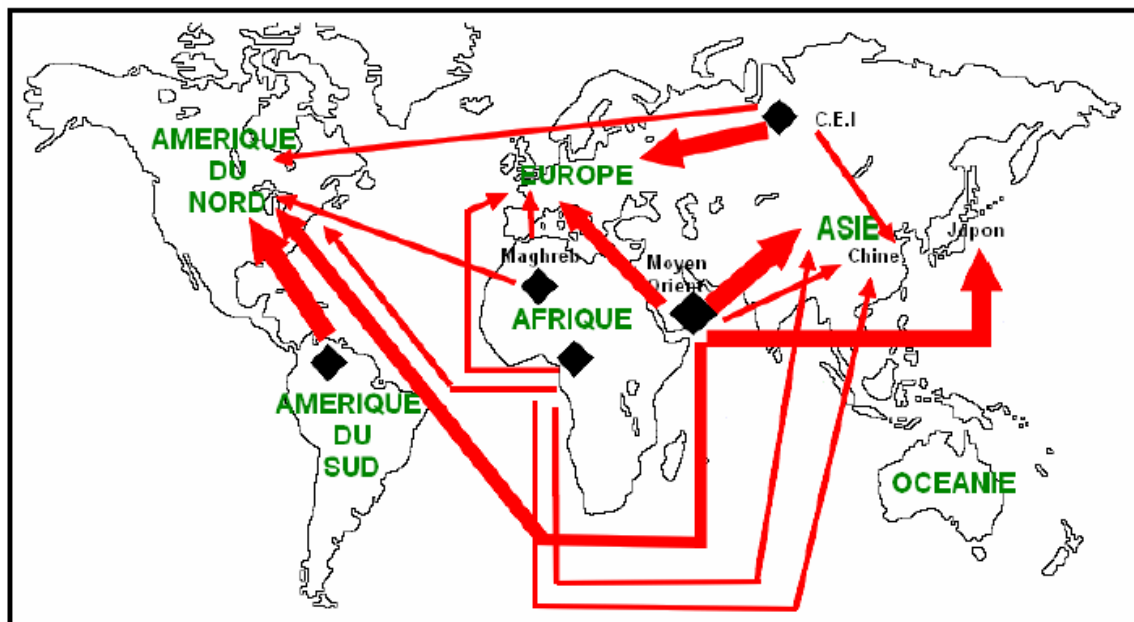 AMERIQUE
DU
NORD
C.E.I
EUROPE
ASIE
Japon
Chine
Maghreb
Moyen
Orient
AFRIQUE
AMERIQUE
DU
SUD
OCEANIE